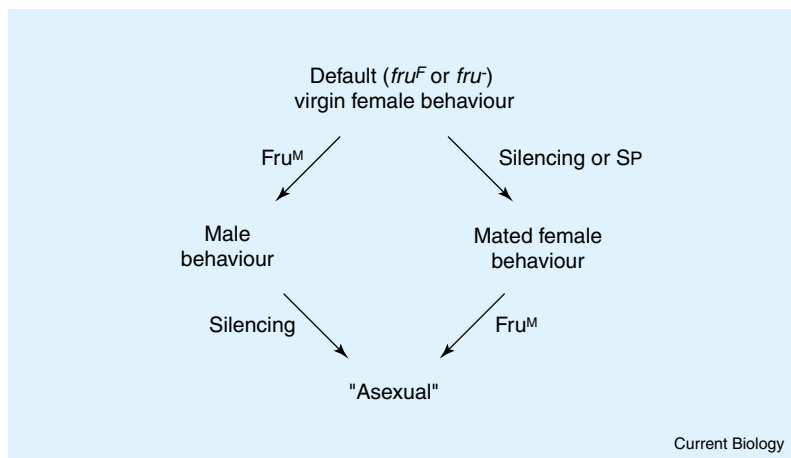 Default (fruF or fru-)
virgin female behaviour
FruM
Silencing or SP
Male
behaviour
Mated female
behaviour
Silencing
FruM
"Asexual"
Current Biology